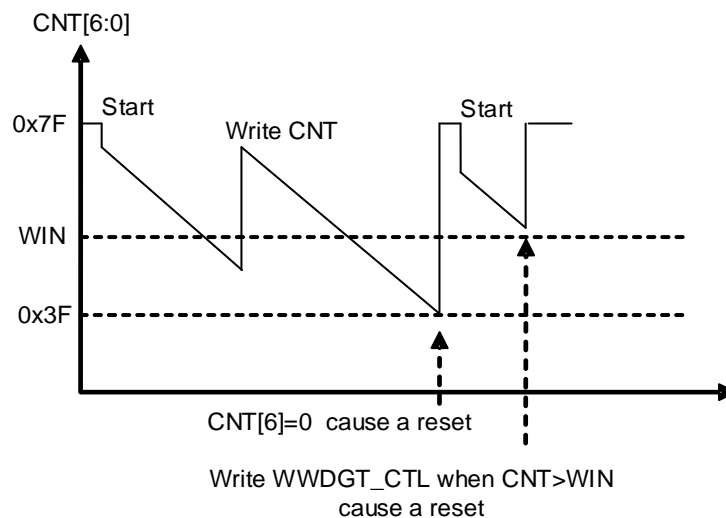 CNT[6:0]
Start
Start
0x7F
Write CNT
WIN
0x3F
CNT[6]=0 cause a reset
Write WWDGT_CTL when CNT>WIN
cause a reset